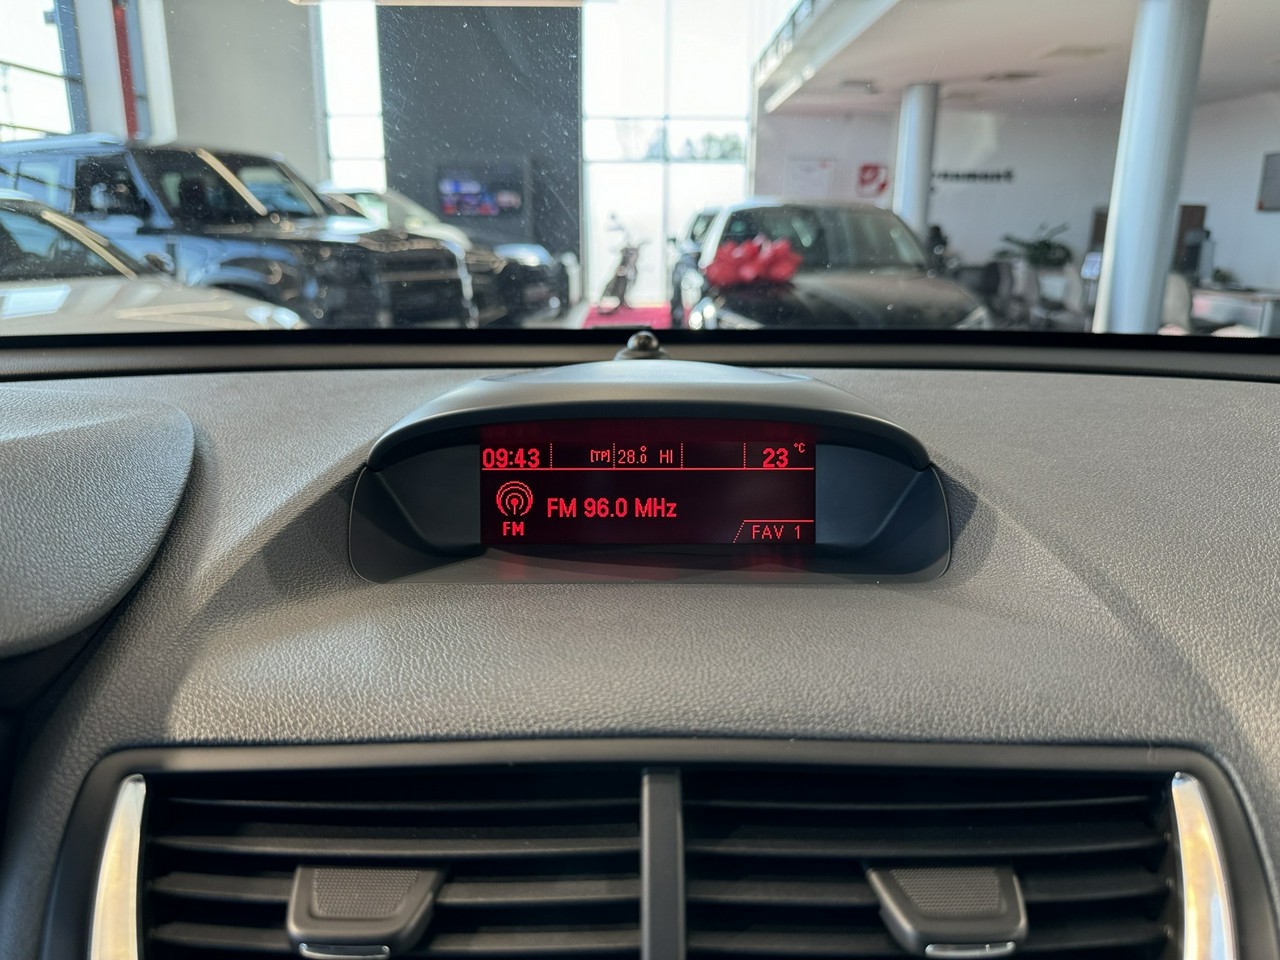 09:43 [TP] 28.0° HI 23 °C
FM 96.0 MHz
FM
FAV 1